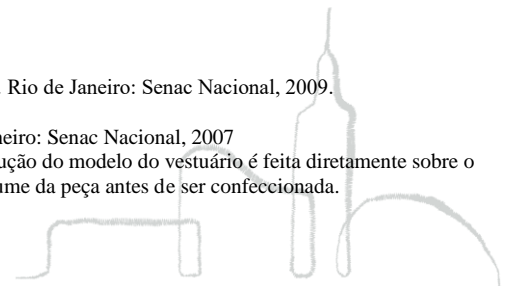 . Rio de Janeiro: Senac Nacional, 2009.
neiro: Senac Nacional, 2007
ução do modelo do vestuário é feita diretamente sobre o
ume da peça antes de ser confeccionada.